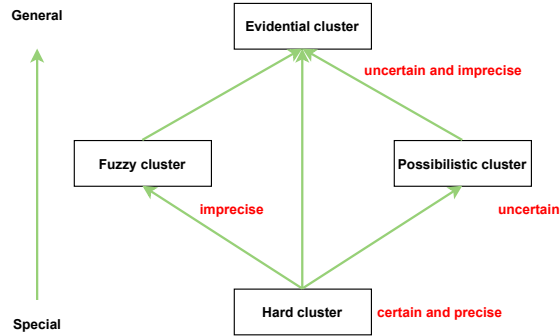 General
Evidential cluster
uncertain and imprecise
Fuzzy cluster
Possibilistic cluster
imprecise
uncertain
Special
Hard cluster
certain and precise